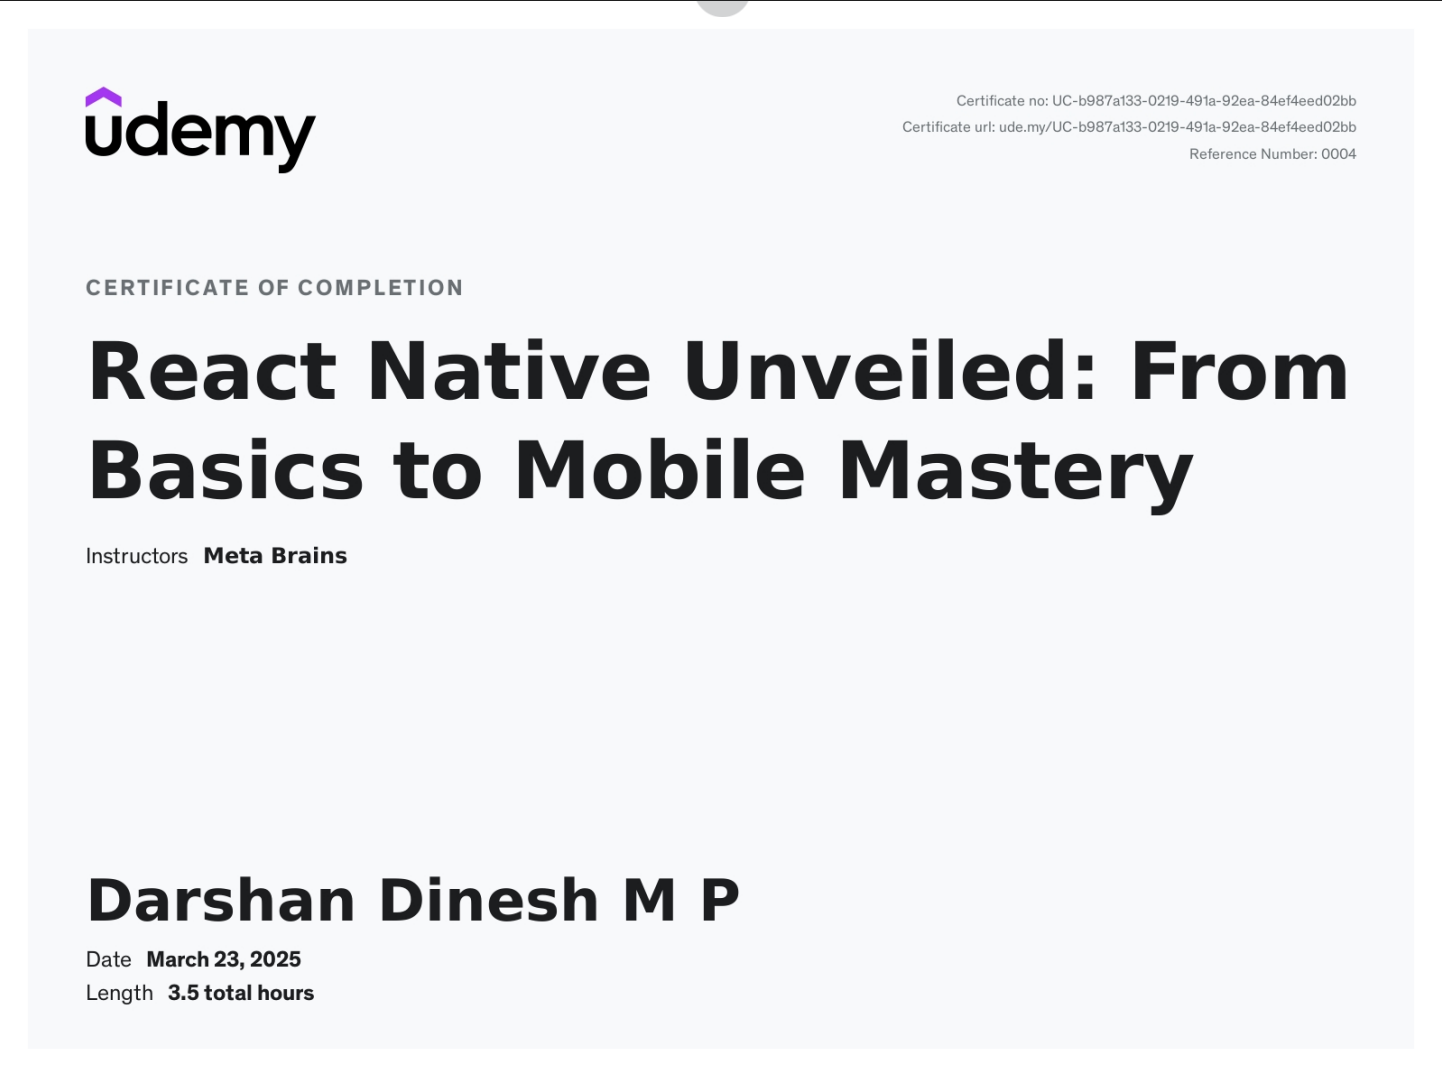 udemy
Certificate no: UC-b987a133-0219-491a-92ea-84ef4eed02bb
Certificate url: ude.my/UC-b987a133-0219-491a-92ea-84ef4eed02bb
Reference Number: 0004
CERTIFICATE OF COMPLETION
React Native Unveiled: From
Basics to Mobile Mastery
Instructors Meta Brains
Darshan Dinesh M P
Date March 23, 2025
Length 3.5 total hours